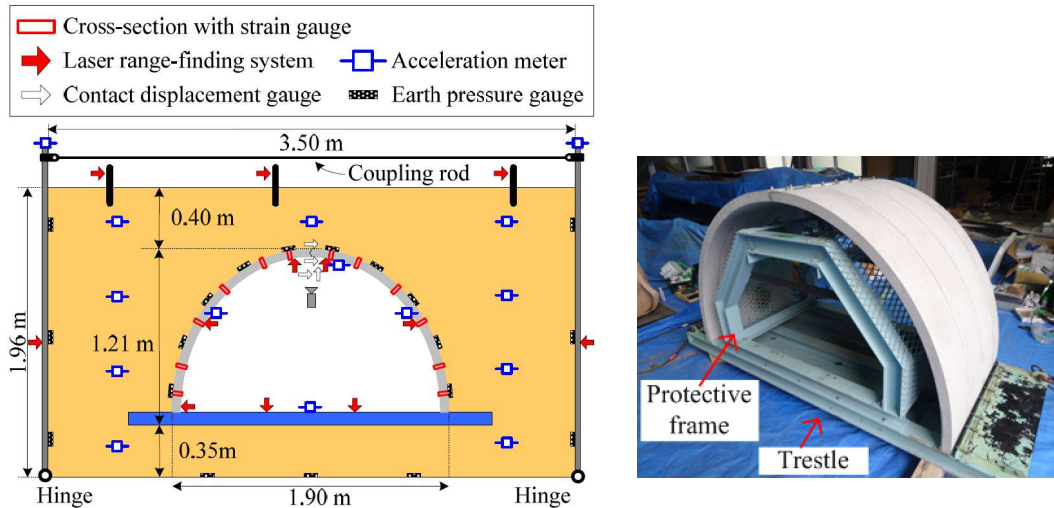 Cross-section with strain gauge
Laser range-finding system
Acceleration meter
Contact displacement gauge
Earth pressure gauge
3.50 m
Coupling rod
0.40 m
1.21 m
1.96 m
0.35m
Hinge
1.90 m
Hinge
Protective
frame
Trestle